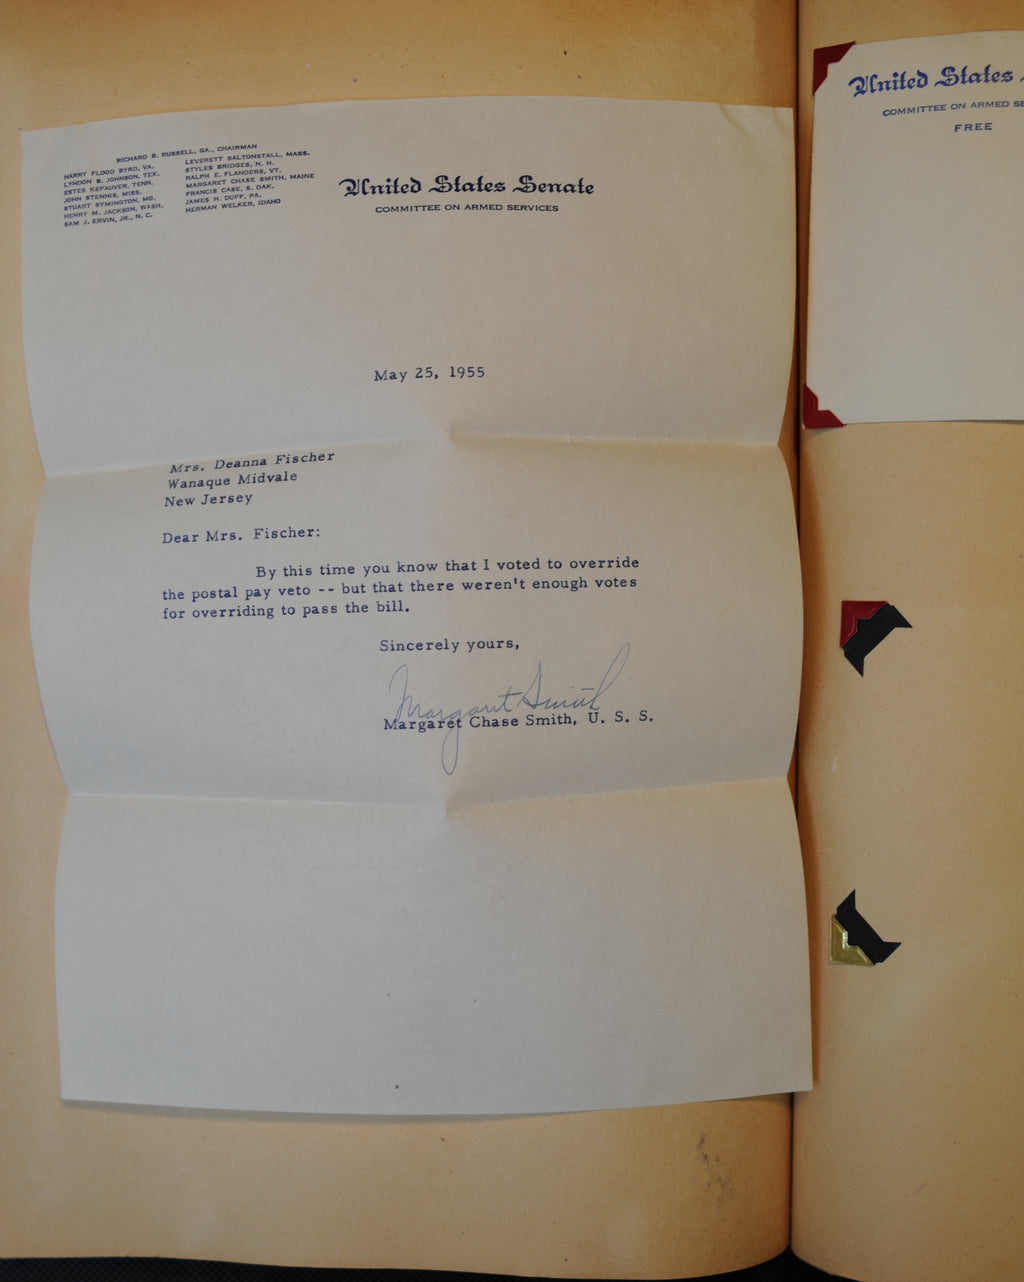 RICHARD B. RUSSELL, GA., CHAIRMAN
HARRY FLOOD BYRD, VA.
LYNDON B. JOHNSON, TEX.
ESTES KEFAUVER, TENN.
JOHN STENNIS, MISS.
STUART SYMINGTON, MO.
HENRY M. JACKSON, WASH.
SAM J. ERVIN, JR., N. C.
LEVERETT SALTONSTALL, MASS.
STYLES BRIDGES, N. H.
RALPH E. FLANDERS, VT.
MARGARET CHASE SMITH, MAINE
FRANCIS CASE, S. DAK.
JAMES H. DUFF, PA.
HERMAN WELKER, IDAHO
United States Senate
COMMITTEE ON ARMED SERVICES
May 25, 1955
Mrs. Deanna Fischer
Wanaque Midvale
New Jersey
Dear Mrs. Fischer:
By this time you know that I voted to override
the postal pay veto -- but that there weren't enough votes
for overriding to pass the bill.
Sincerely yours,
Margaret Smith
Margaret Chase Smith, U. S. S.
United States
COMMITTEE ON ARMED SE
FREE